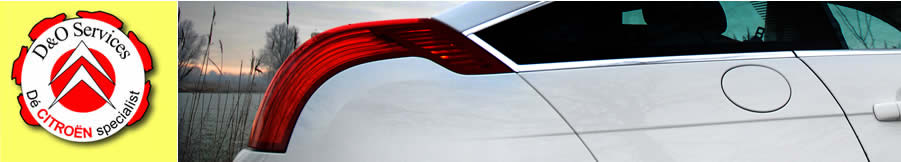 D&O Services
Dé CITROËN specialist